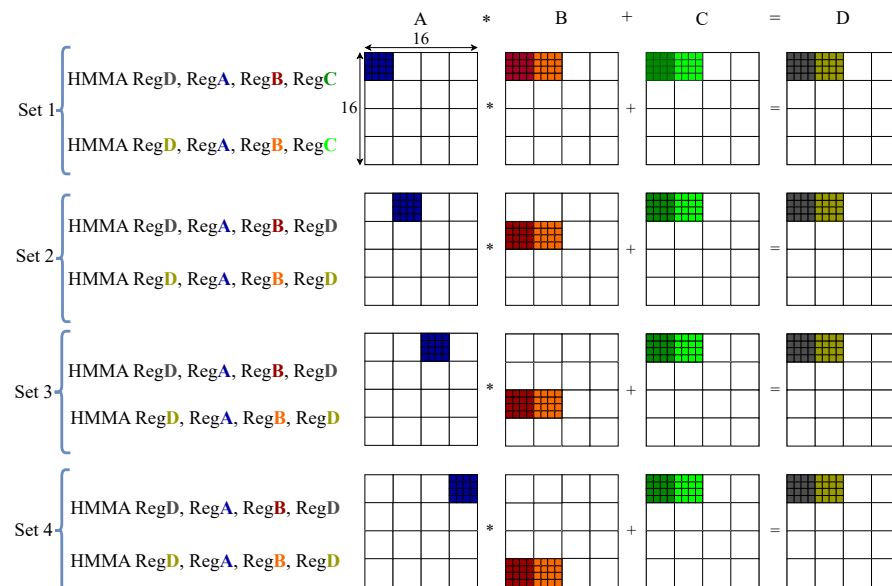 A * B + C = D
16
HMMA RegD, RegA, RegB, RegC
Set 1
16
* + =
HMMA RegD, RegA, RegB, RegC
HMMA RegD, RegA, RegB, RegD
Set 2
* + =
HMMA RegD, RegA, RegB, RegD
HMMA RegD, RegA, RegB, RegD
Set 3
* + =
HMMA RegD, RegA, RegB, RegD
HMMA RegD, RegA, RegB, RegD
Set 4
* + =
HMMA RegD, RegA, RegB, RegD